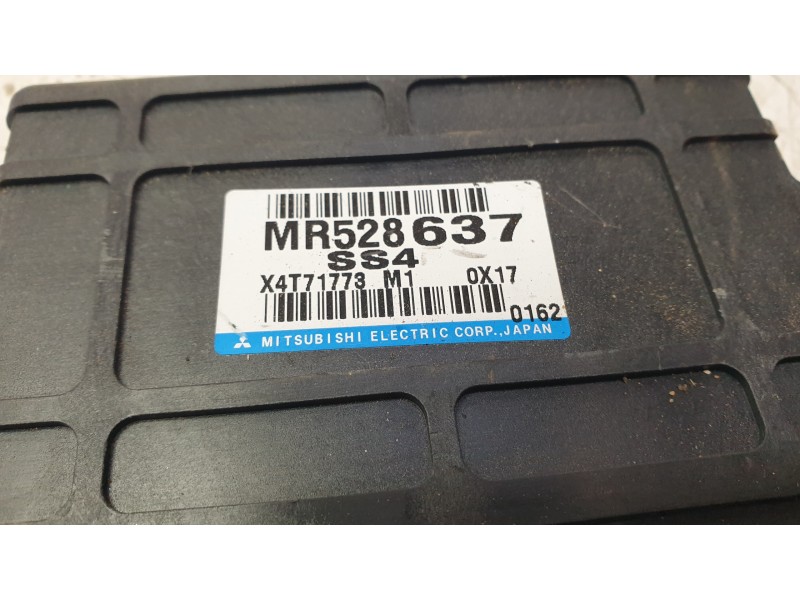 MR528637
SS4
X4T71773 M1 0X17
0162
MITSUBISHI ELECTRIC CORP.,JAPAN